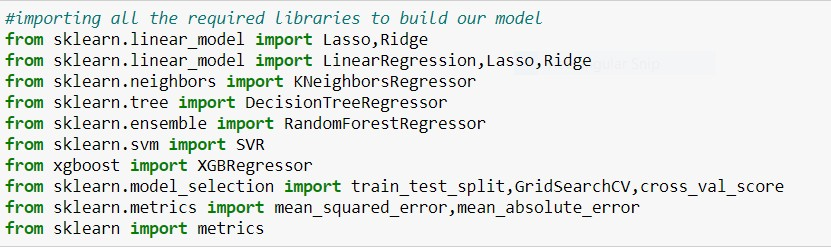 #importing all the required libraries to build our model
from sklearn.linear_model import Lasso,Ridge
from sklearn.linear_model import LinearRegression,Lasso,Ridge
from sklearn.neighbors import KNeighborsRegressor
from sklearn.tree import DecisionTreeRegressor
from sklearn.ensemble import RandomForestRegressor
from sklearn.svm import SVR
from xgboost import XGBRegressor
from sklearn.model_selection import train_test_split,GridSearchCV,cross_val_score
from sklearn.metrics import mean_squared_error,mean_absolute_error
from sklearn import metrics